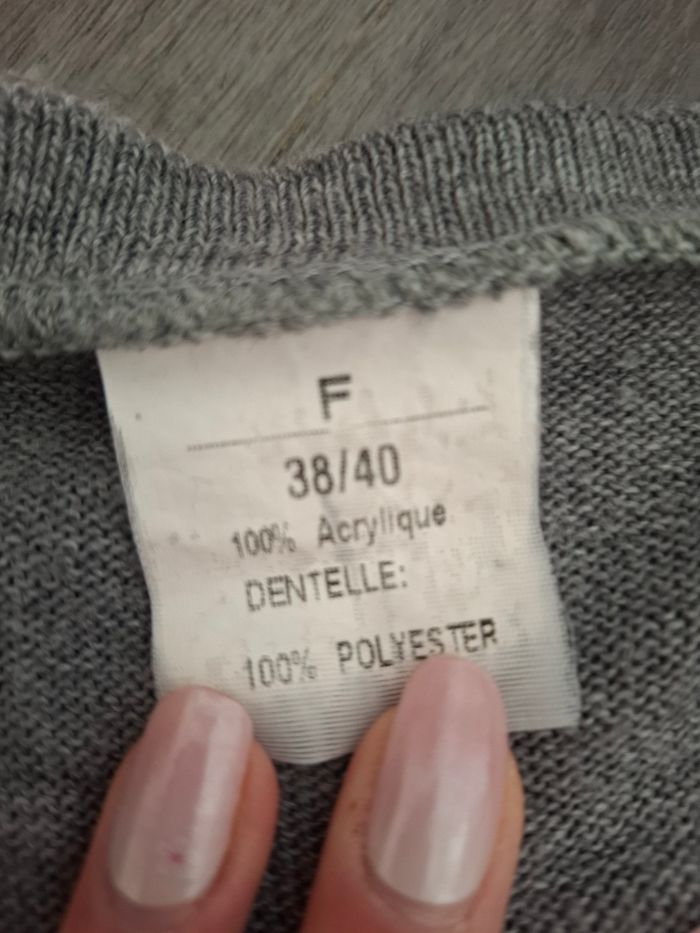 F
38/40
100% Acrylique
DENTELLE:
100% POLYESTER